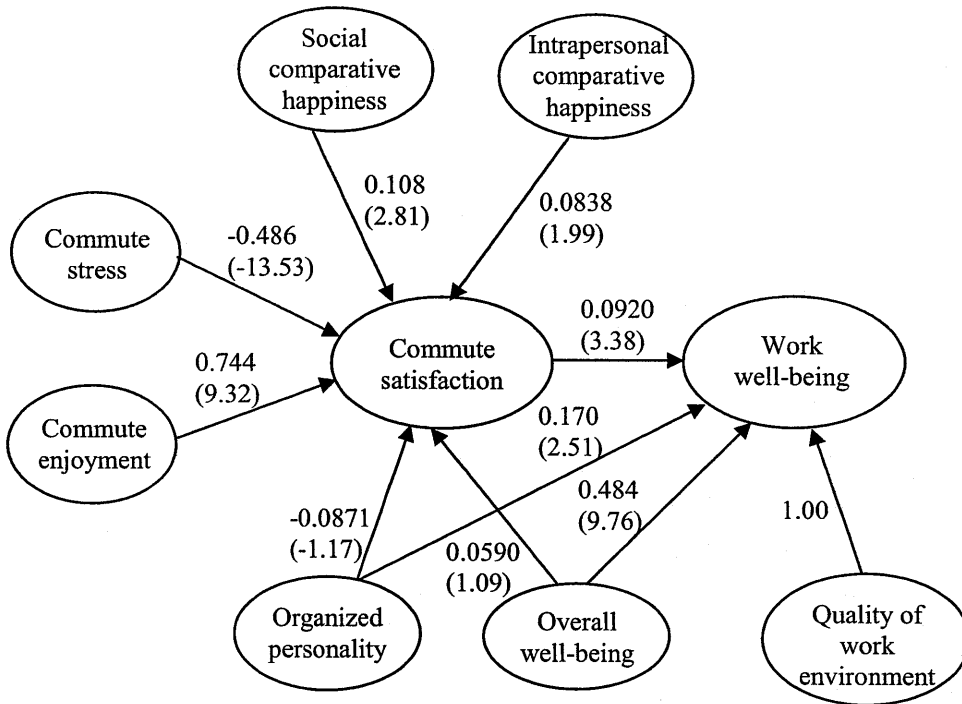 Social
comparative
happiness
Intrapersonal
comparative
happiness
0.108
(2.81)
0.0838
(1.99)
Commute
stress
-0.486
(-13.53)
Commute
satisfaction
0.0920
(3.38)
Work
well-being
0.744
(9.32)
Commute
enjoyment
0.170
(2.51)
0.484
(9.76)
-0.0871
(-1.17)
0.0590
(1.09)
1.00
Organized
personality
Overall
well-being
Quality of
work
environment